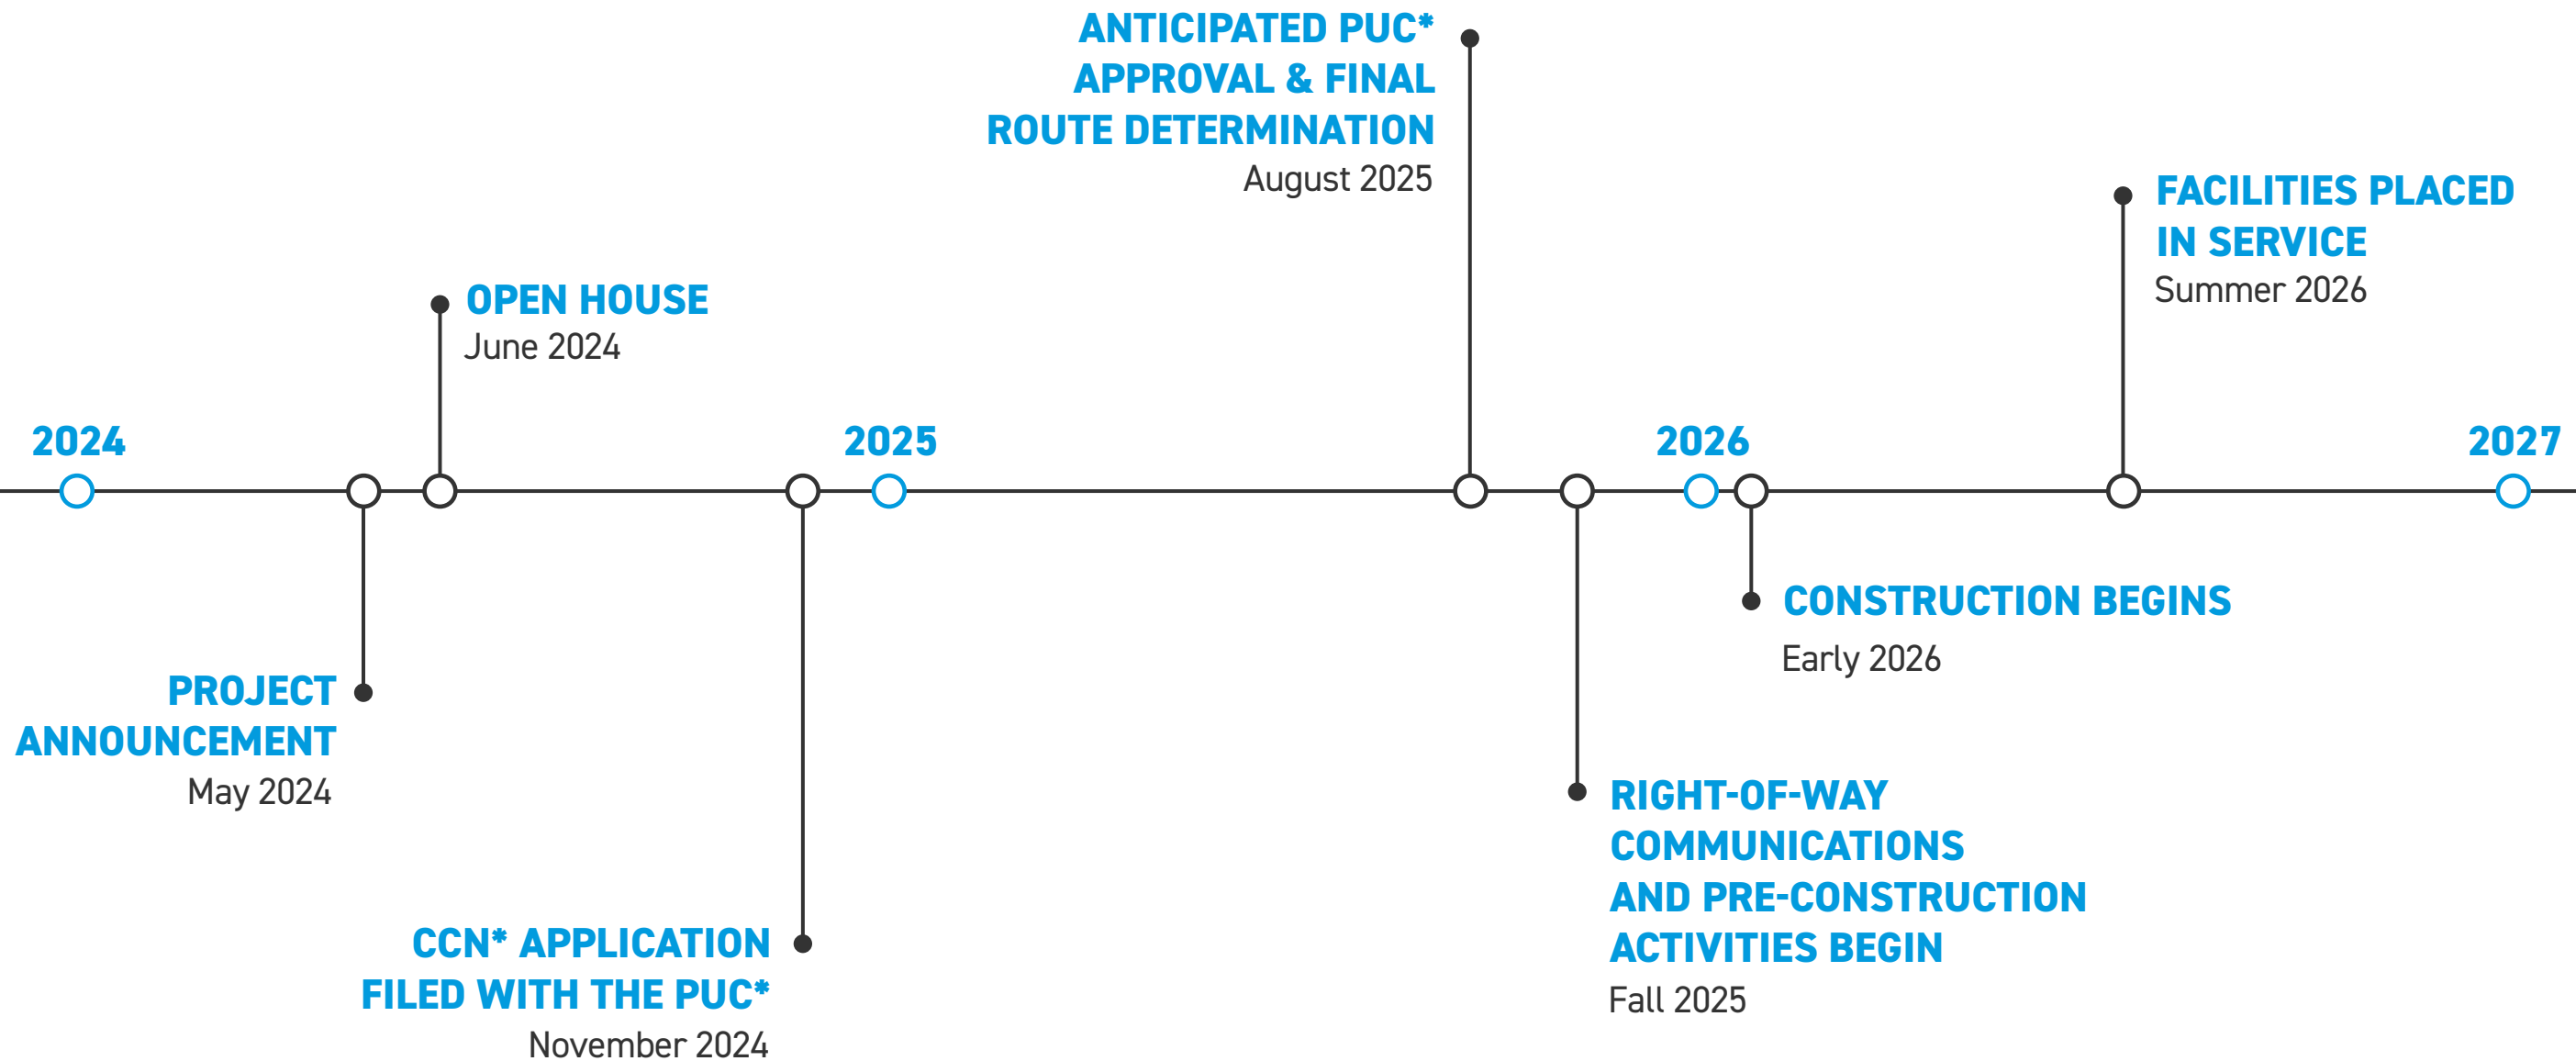 ANTICIPATED PUC*
APPROVAL & FINAL
ROUTE DETERMINATION
August 2025
FACILITIES PLACED
IN SERVICE
Summer 2026
OPEN HOUSE
June 2024
2024
2025
2026
2027
CONSTRUCTION BEGINS
Early 2026
PROJECT
ANNOUNCEMENT
May 2024
RIGHT-OF-WAY
COMMUNICATIONS
AND PRE-CONSTRUCTION
ACTIVITIES BEGIN
Fall 2025
CCN* APPLICATION
FILED WITH THE PUC*
November 2024